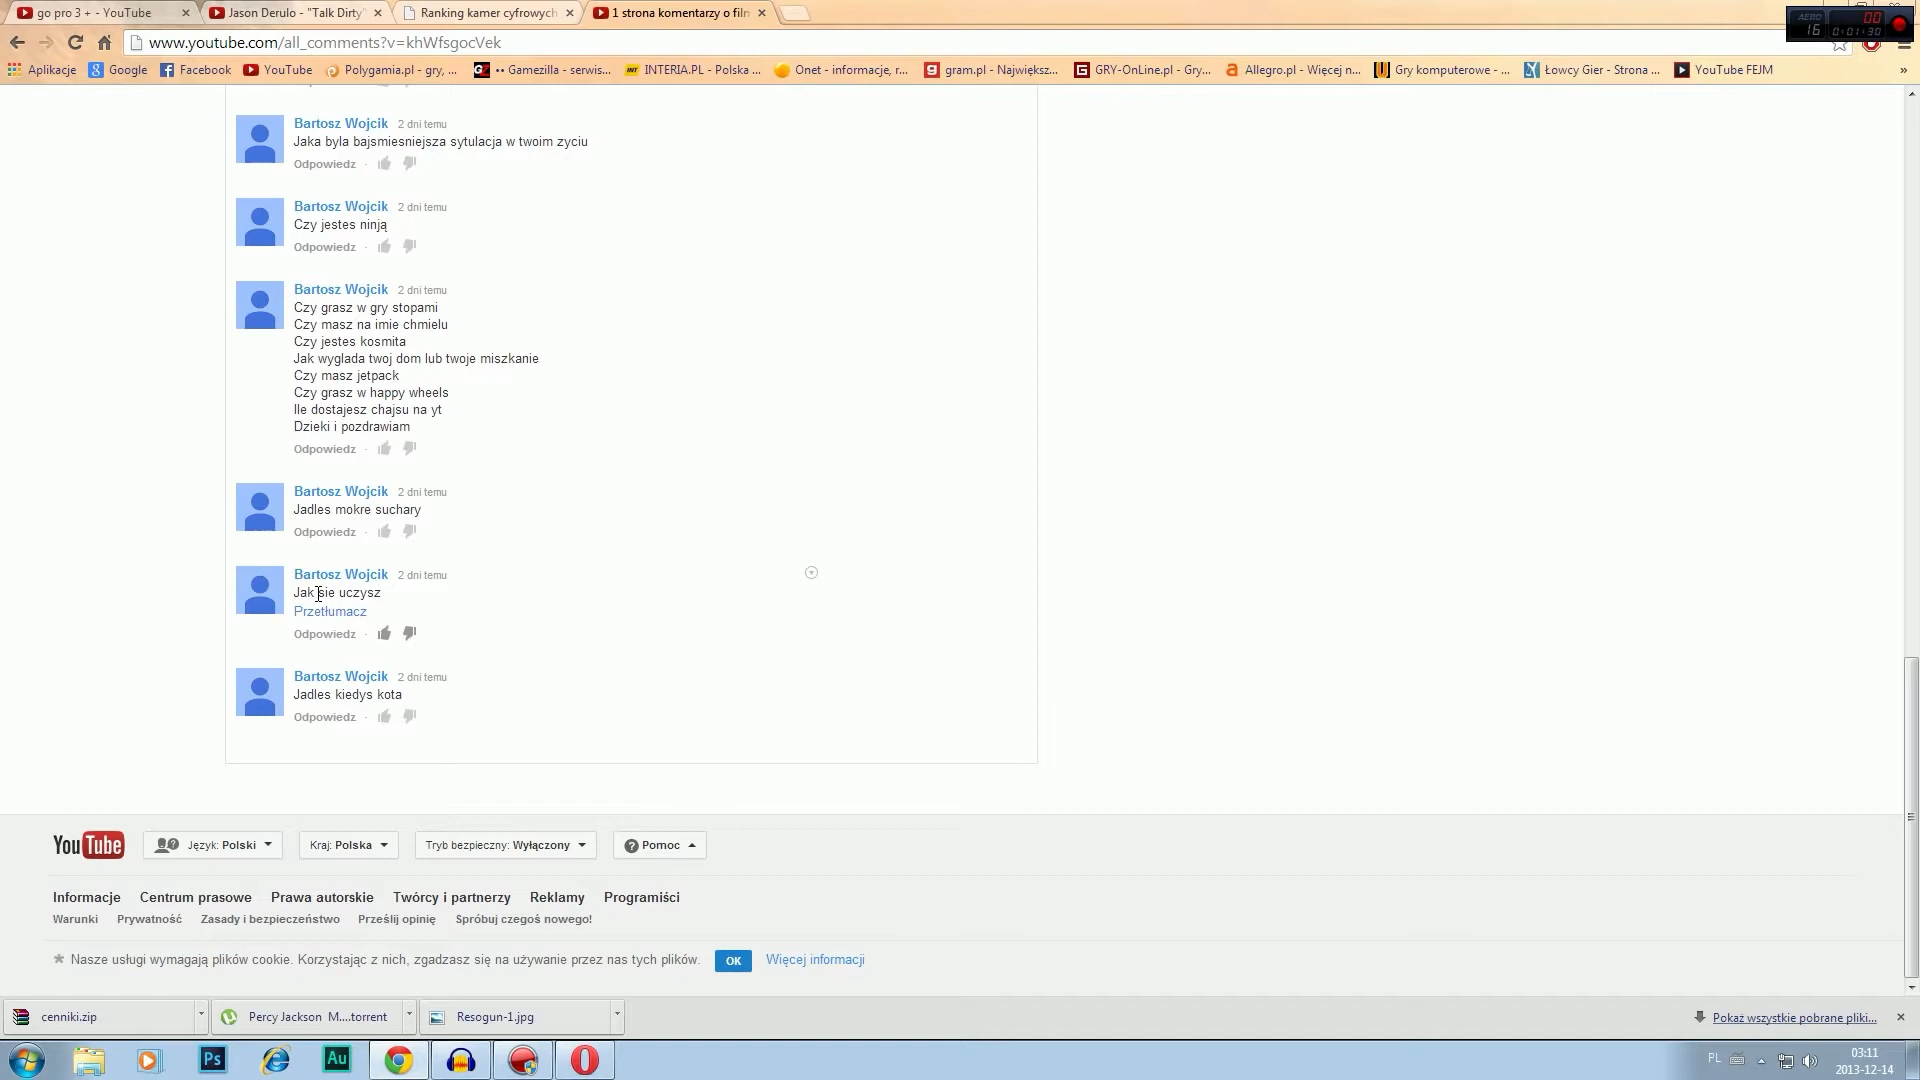 go pro 3 + - YouTube
Jason Derulo - "Talk Dirty"
Ranking kamer cyfrowych
1 strona komentarzy o film
www.youtube.com/all_comments?v=khWfsgocVek
AERO
16
00
0:01:30
Aplikacje
Google
Facebook
YouTube
Polygamia.pl - gry, ...
•• Gamezilla - serwis...
INTERIA.PL - Polska ...
Onet - informacje, r...
gram.pl - Najwięksż...
GRY-OnLine.pl - Gry...
Allegro.pl - Więcej n...
Gry komputerowe - ...
Łowcy Gier - Strona ...
YouTube FEJM
»
Bartosz Wojcik 2 dni temu
Jaka byla bajsmiesniejsza sytulacja w twoim zyciu
Odpowiedz ·
Bartosz Wojcik 2 dni temu
Czy jestes ninją
Odpowiedz ·
Bartosz Wojcik 2 dni temu
Czy grasz w gry stopami
Czy masz na imie chmielu
Czy jestes kosmita
Jak wyglada twoj dom lub twoje miszkanie
Czy masz jetpack
Czy grasz w happy wheels
Ile dostajesz chajsu na yt
Dzieki i pozdrawiam
Odpowiedz ·
Bartosz Wojcik 2 dni temu
Jadles mokre suchary
Odpowiedz ·
Bartosz Wojcik 2 dni temu
Jak sie uczysz
Przetłumacz
Odpowiedz ·
Bartosz Wojcik 2 dni temu
Jadles kiedys kota
Odpowiedz ·
YouTube
Język: Polski
Kraj: Polska
Tryb bezpieczny: Wyłączony
Pomoc
Informacje Centrum prasowe Prawa autorskie Twórcy i partnerzy Reklamy Programiści
Warunki Prywatność Zasady i bezpieczeństwo Prześlij opinię Spróbuj czegoś nowego!
Nasze usługi wymagają plików cookie. Korzystając z nich, zgadzasz się na używanie przez nas tych plików. OK Więcej informacji
cenniki.zip
Percy Jackson M....torrent
Resogun-1.jpg
Pokaż wszystkie pobrane pliki...
Ps
Au
PL
03:11
2013-12-14